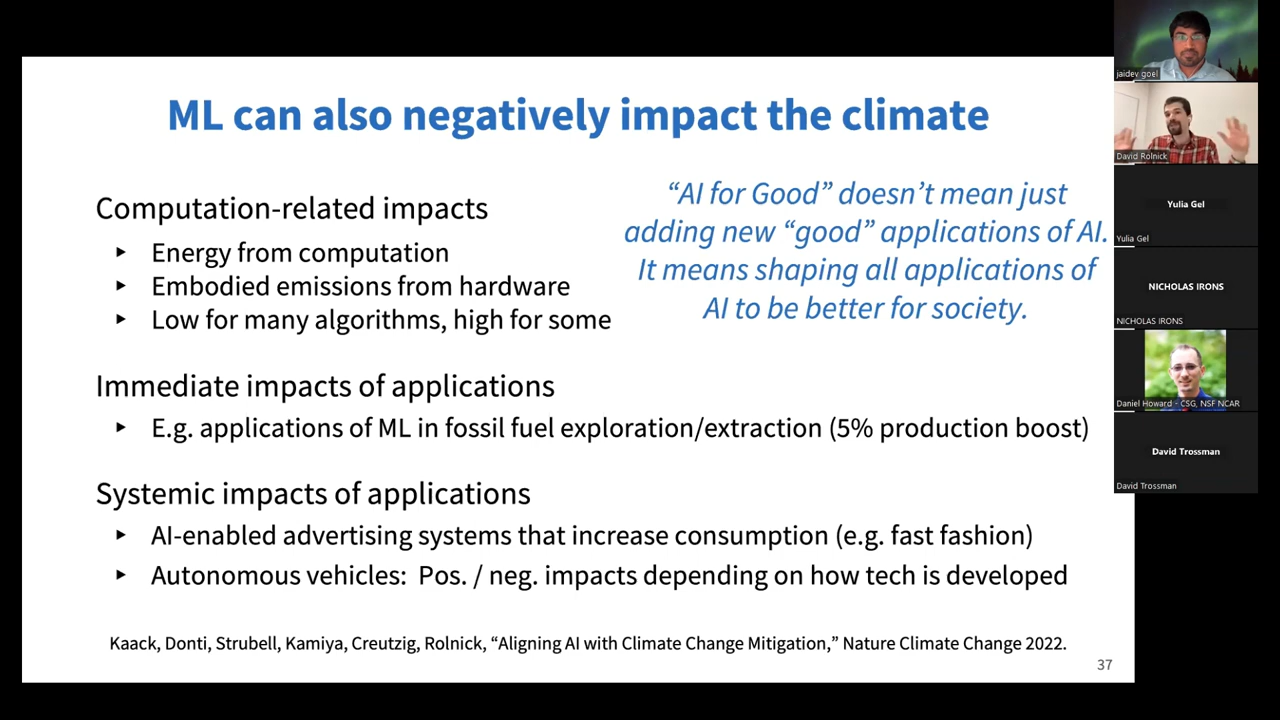 ML can also negatively impact the climate
Computation-related impacts
‣ Energy from computation
‣ Embodied emissions from hardware
‣ Low for many algorithms, high for some
“AI for Good” doesn’t mean just
adding new “good” applications of AI.
It means shaping all applications of
AI to be better for society.
Immediate impacts of applications
‣ E.g. applications of ML in fossil fuel exploration/extraction (5% production boost)
Systemic impacts of applications
‣ AI-enabled advertising systems that increase consumption (e.g. fast fashion)
‣ Autonomous vehicles: Pos. / neg. impacts depending on how tech is developed
Kaack, Donti, Strubell, Kamiya, Creutzig, Rolnick, “Aligning AI with Climate Change Mitigation,” Nature Climate Change 2022.
37
jaidev goel
David Rolnick
Yulia Gel
Yulia Gel
NICHOLAS IRONS
NICHOLAS IRONS
Daniel Howard - CSG, NSF NCAR
David Trossman
David Trossman